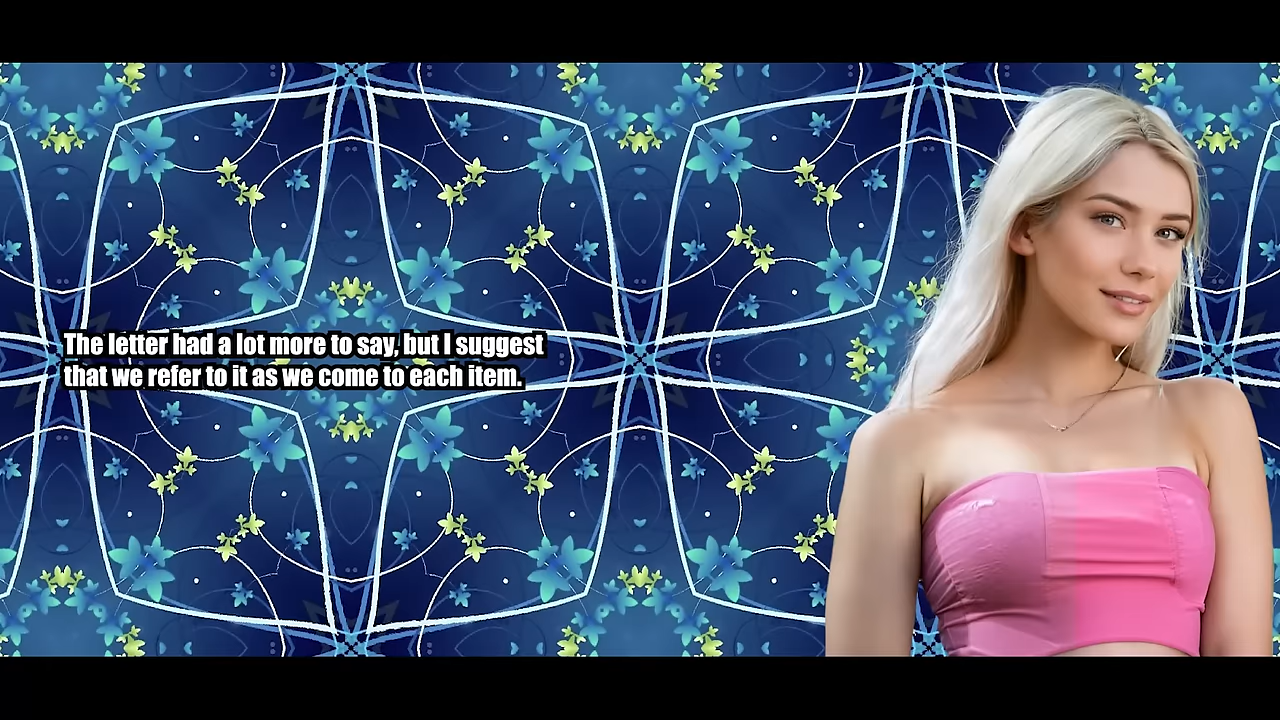 The letter had a lot more to say, but I suggest
that we refer to it as we come to each item.